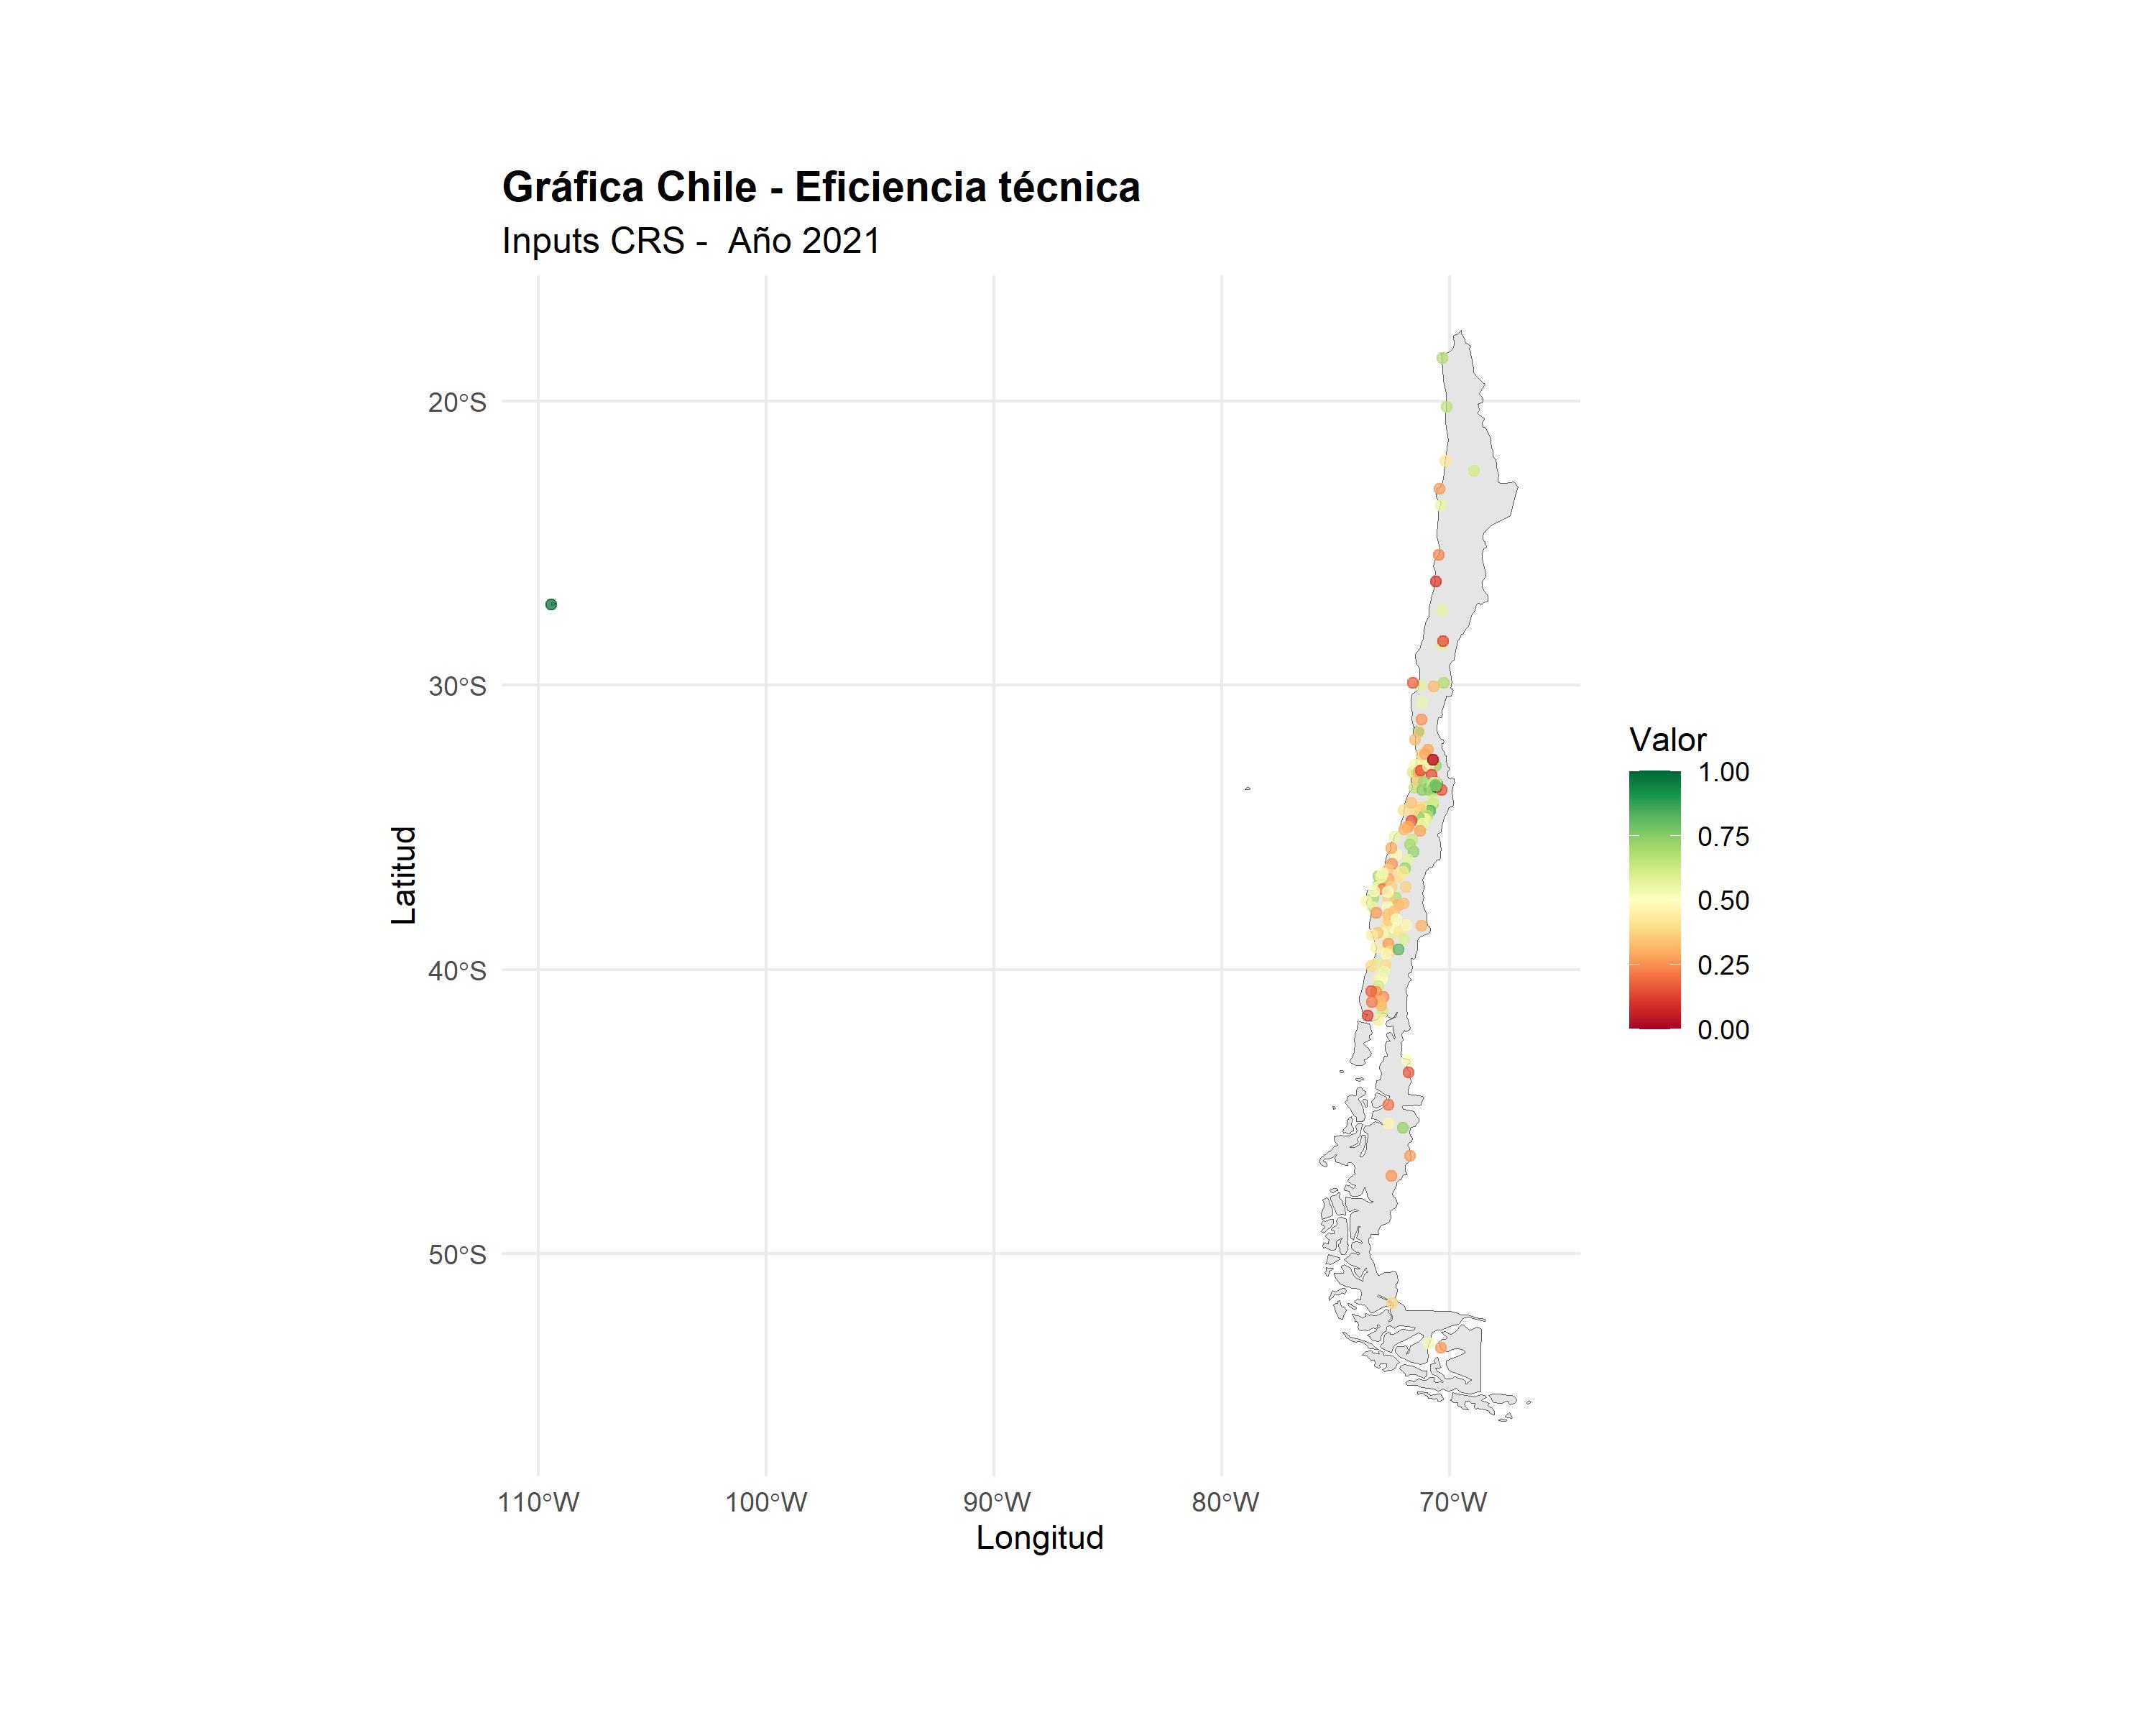 Gráfica Chile - Eficiencia técnica
Inputs CRS -  Año 2021
20°S
30°S
40°S
50°S
Latitud
110°W
100°W
90°W
80°W
70°W
Longitud
Valor
1.00
0.75
0.50
0.25
0.00